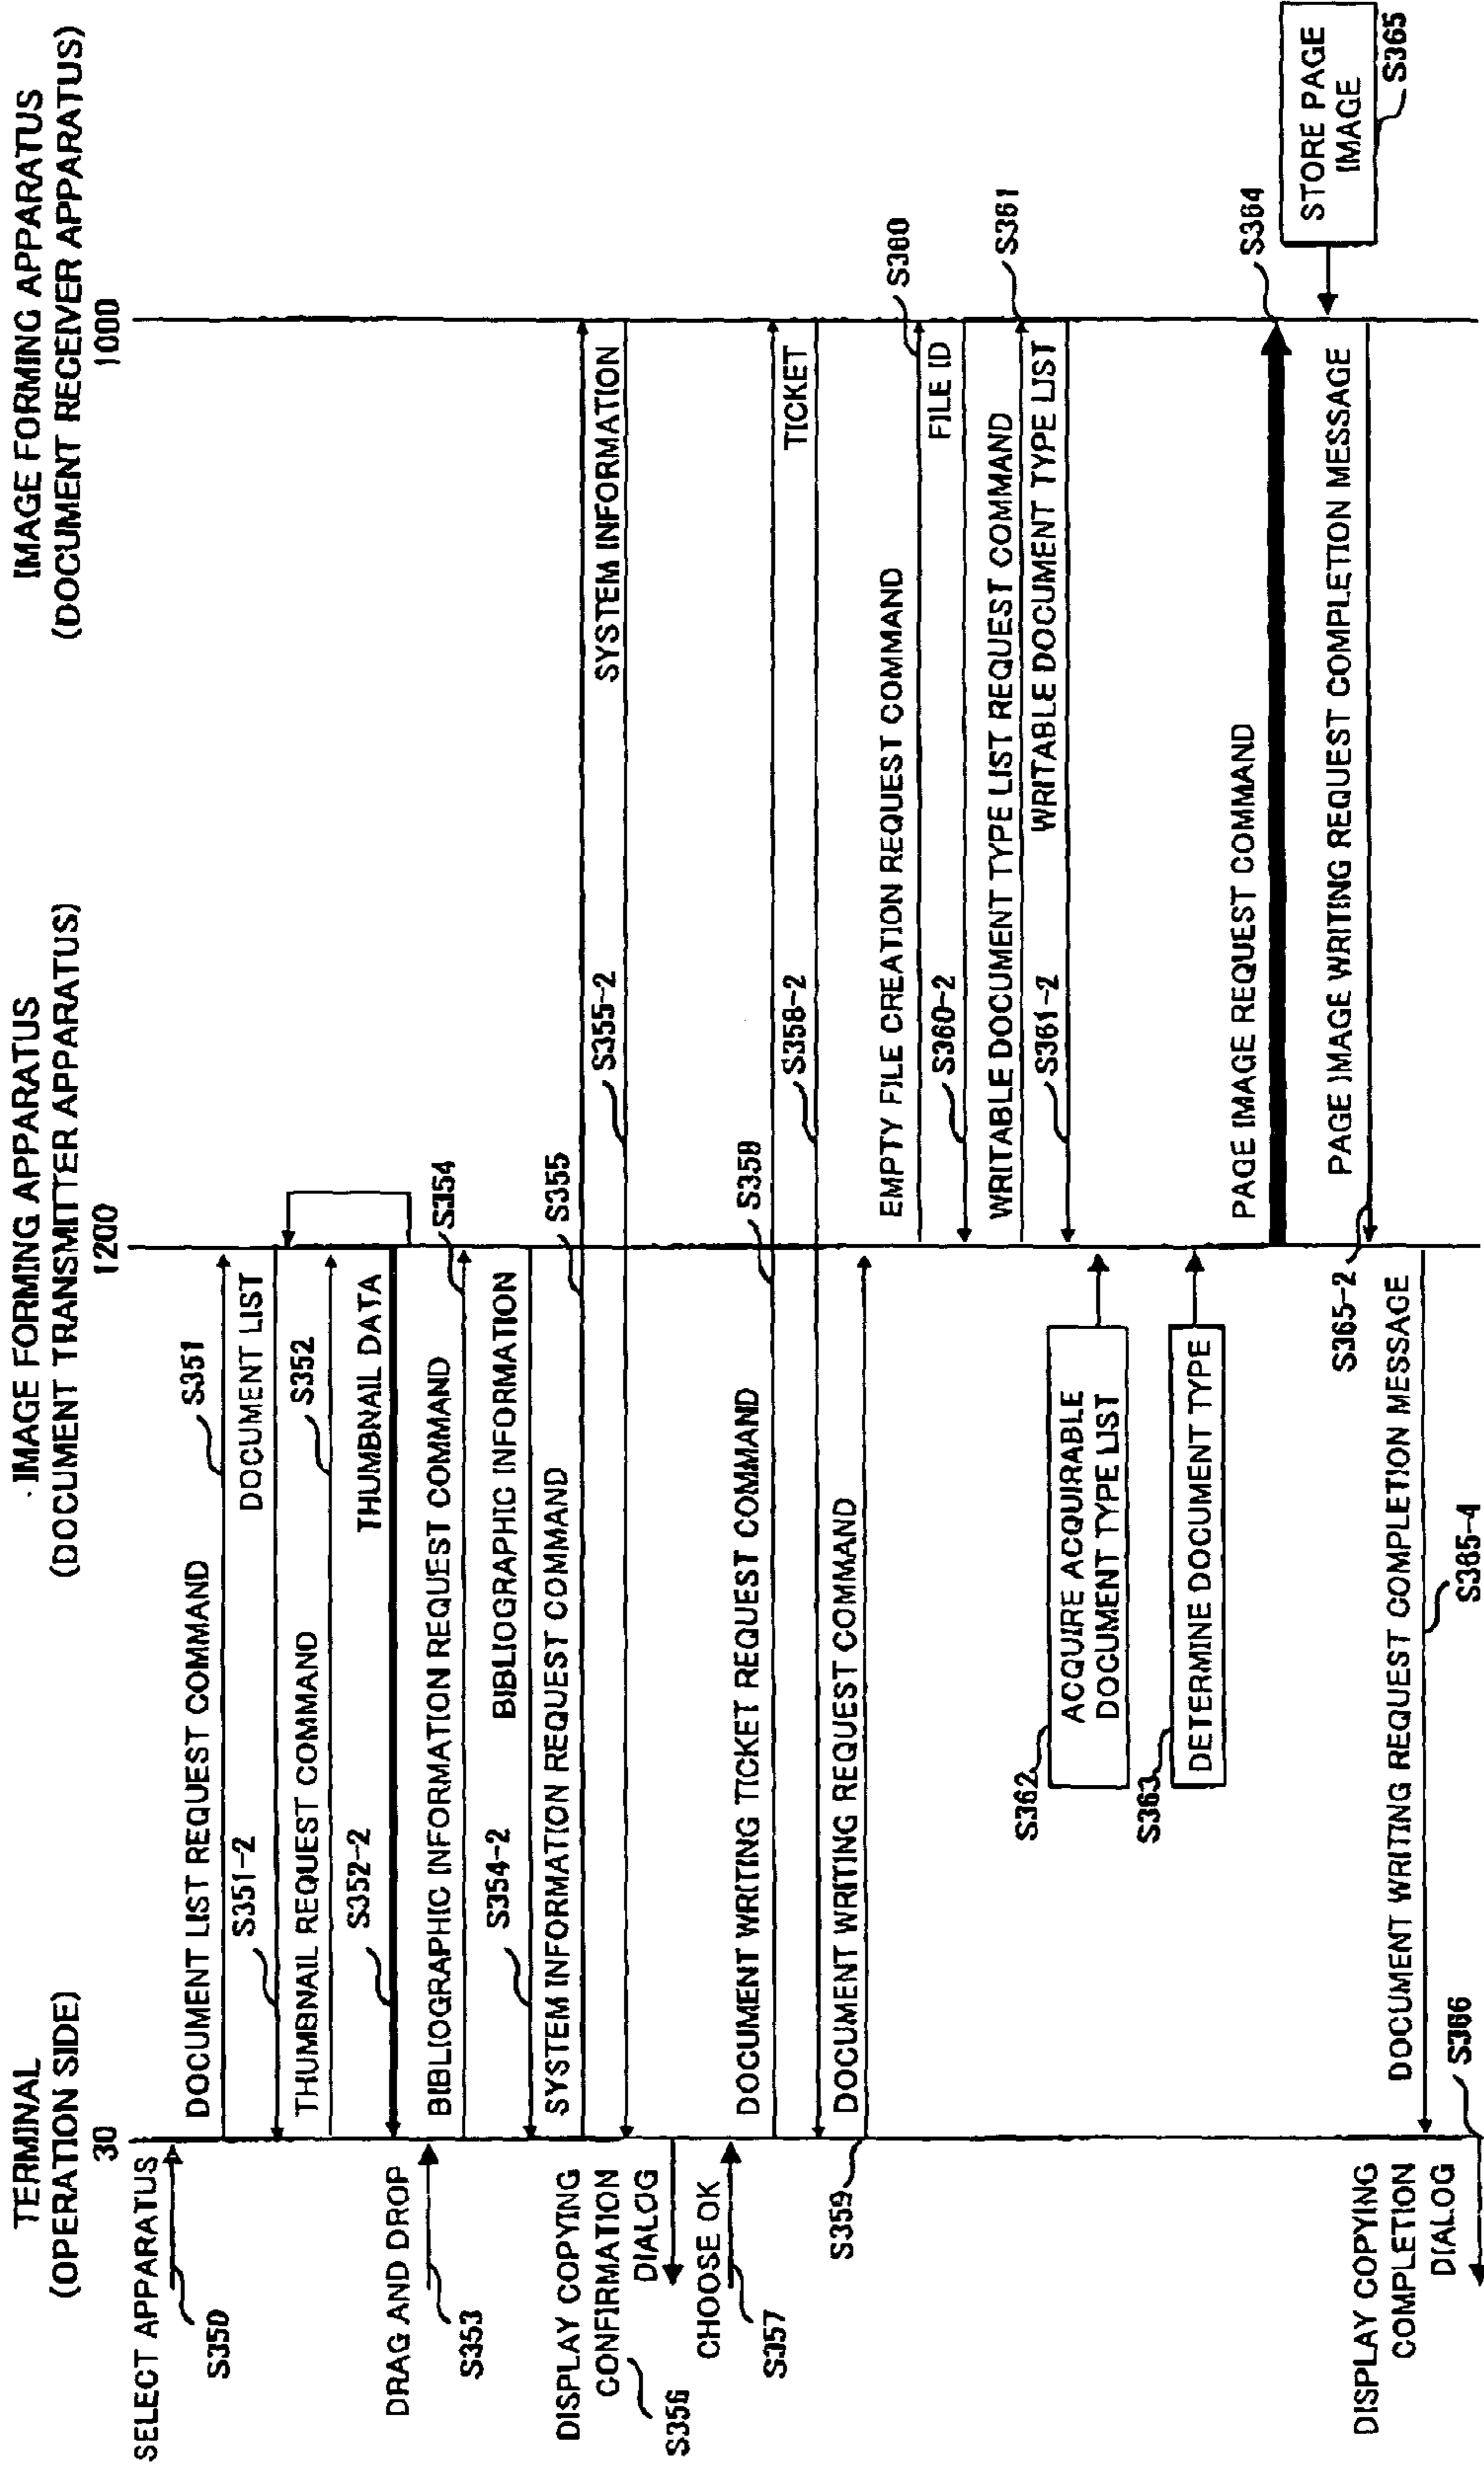 TERMINAL
(OPERATION SIDE)
30
IMAGE FORMING APPARATUS
(DOCUMENT TRANSMITTER APPARATUS)
1200
IMAGE FORMING APPARATUS
(DOCUMENT RECEIVER APPARATUS)
1000
SELECT APPARATUS
S350
DOCUMENT LIST REQUEST COMMAND
S351
S351-2
DOCUMENT LIST
THUMBNAIL REQUEST COMMAND
S352
S352-2
THUMBNAIL DATA
DRAG AND DROP
S353
BIBLIOGRAPHIC INFORMATION REQUEST COMMAND
S354
S354-2
BIBLIOGRAPHIC INFORMATION
SYSTEM INFORMATION REQUEST COMMAND
S355
S355-2
SYSTEM INFORMATION
DISPLAY COPYING
CONFIRMATION
DIALOG
S356
CHOOSE OK
S357
DOCUMENT WRITING TICKET REQUEST COMMAND
S358
S358-2
TICKET
DOCUMENT WRITING REQUEST COMMAND
S359
EMPTY FILE CREATION REQUEST COMMAND
S360
S360-2
FILE ID
WRITABLE DOCUMENT TYPE LIST REQUEST COMMAND
S361
S361-2
WRITABLE DOCUMENT TYPE LIST
S362
ACQUIRE ACQUIRABLE
DOCUMENT TYPE LIST
S363
DETERMINE DOCUMENT TYPE
PAGE IMAGE REQUEST COMMAND
S364
STORE PAGE
IMAGE
S365
PAGE IMAGE WRITING REQUEST COMPLETION MESSAGE
S365-2
DOCUMENT WRITING REQUEST COMPLETION MESSAGE
S365-4
DISPLAY COPYING
COMPLETION
DIALOG
S366